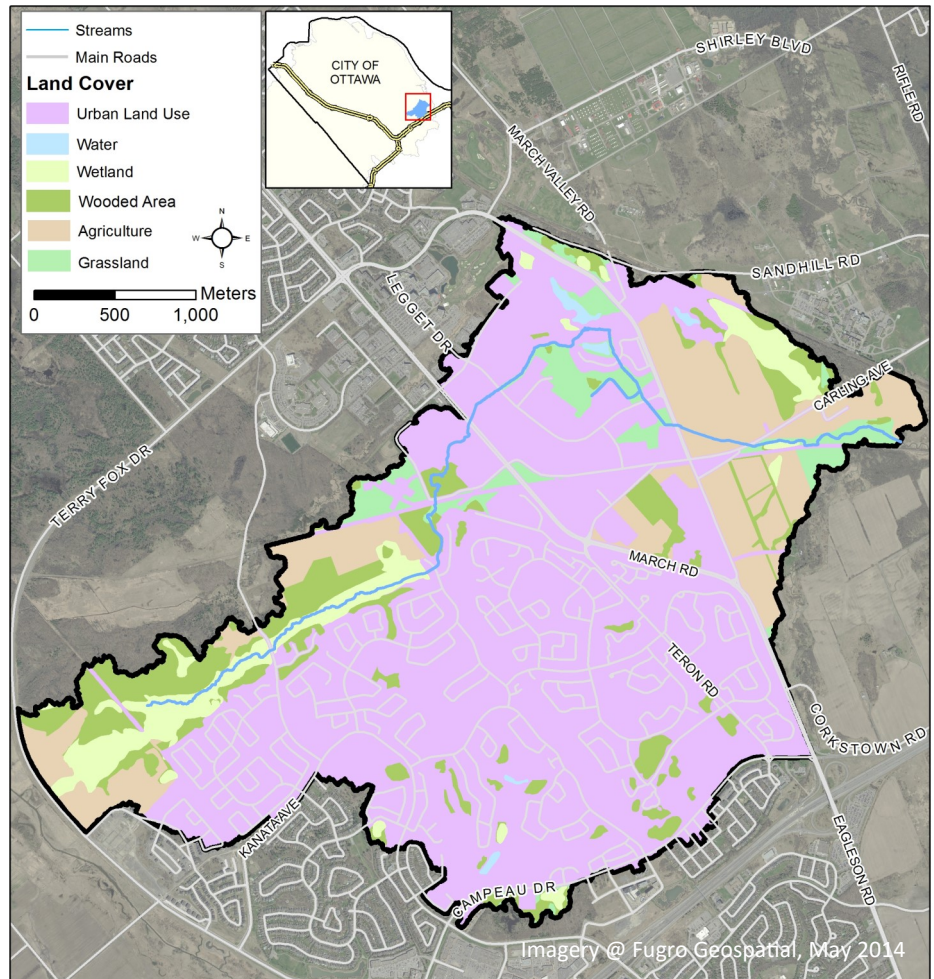 Streams
Main Roads
Land Cover
Urban Land Use
Water
Wetland
Wooded Area
Agriculture
Grassland
N
W E
S
Meters
0 500 1,000
CITY OF
OTTAWA
SHIRLEY BLVD
RIFLE RD
MARCH VALLEY RD
SANDHILL RD
LEGGET DR
CARLING AVE
TERRY FOX DR
MARCH RD
TERON RD
CORKSTOWN RD
KANATA AVE
EAGLESON RD
CAMPEAU DR
Imagery @ Fugro Geospatial, May 2014